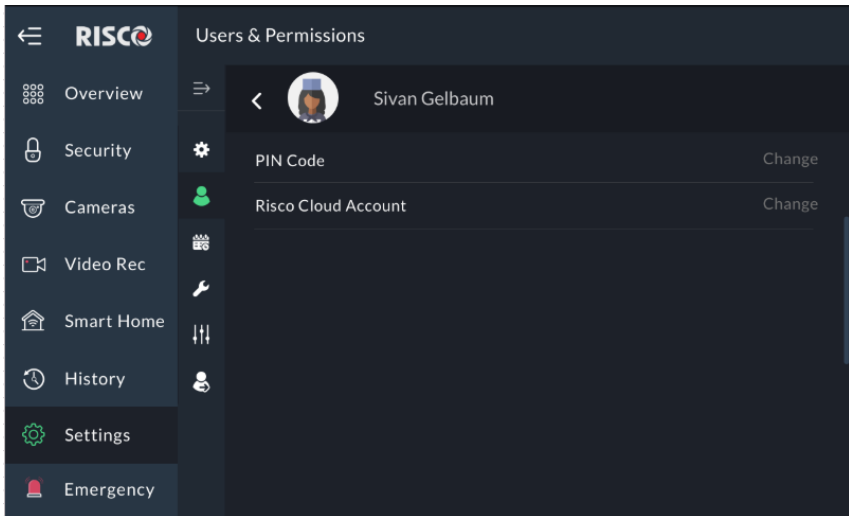 RISCO
Users & Permissions
Overview
Security
Cameras
Video Rec
Smart Home
History
Settings
Emergency
Sivan Gelbaum
PIN Code Change
Risco Cloud Account Change